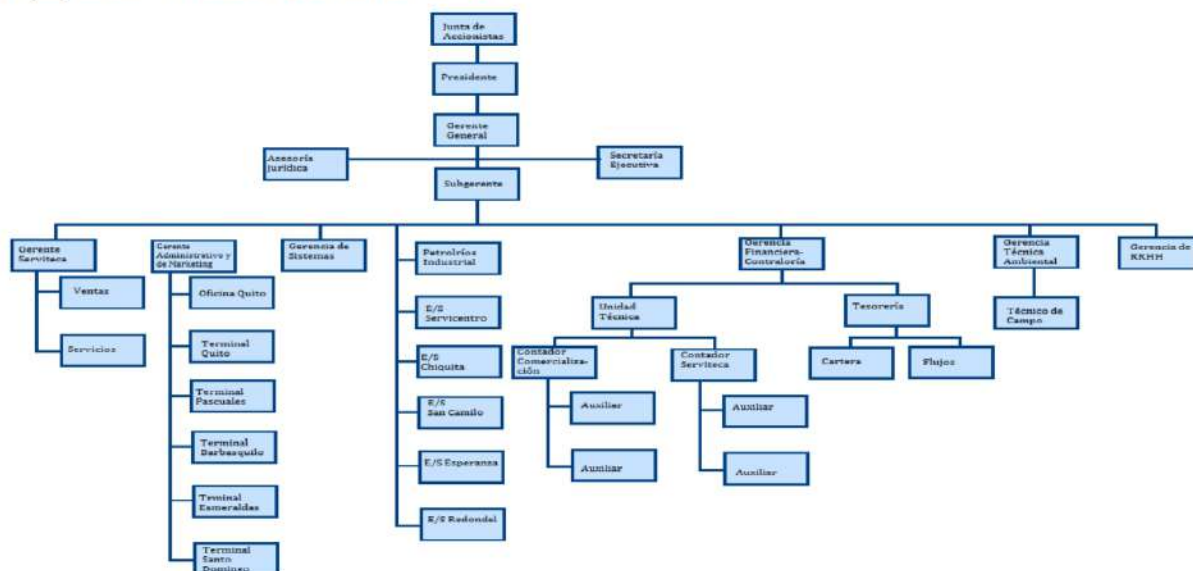 Junta de
Accionistas
Presidente
Gerente
General
Asesoría
Jurídica
Secretaría
Ejecutiva
Subgerente
Gerente
Serviteca
Gerente
Administrativo y
de Marketing
Gerencia de
Sistemas
Petrolríos
Industrial
Gerencia
Financiera-
Contraloría
Gerencia
Técnica
Ambiental
Gerencia de
RRHH
Ventas
Servicios
Oficina Quito
Terminal
Quito
Terminal
Pascuales
Terminal
Barbasquilo
Terminal
Esmeraldas
Terminal
Santo
Domingo
E/S
Servicentro
E/S
Chiquita
E/S
San Camilo
E/S Esperanza
E/S Redondel
Unidad
Técnica
Tesorería
Técnico de
Campo
Contador
Comercializa-
ción
Contador
Serviteca
Cartera
Flujos
Auxiliar
Auxiliar
Auxiliar
Auxiliar